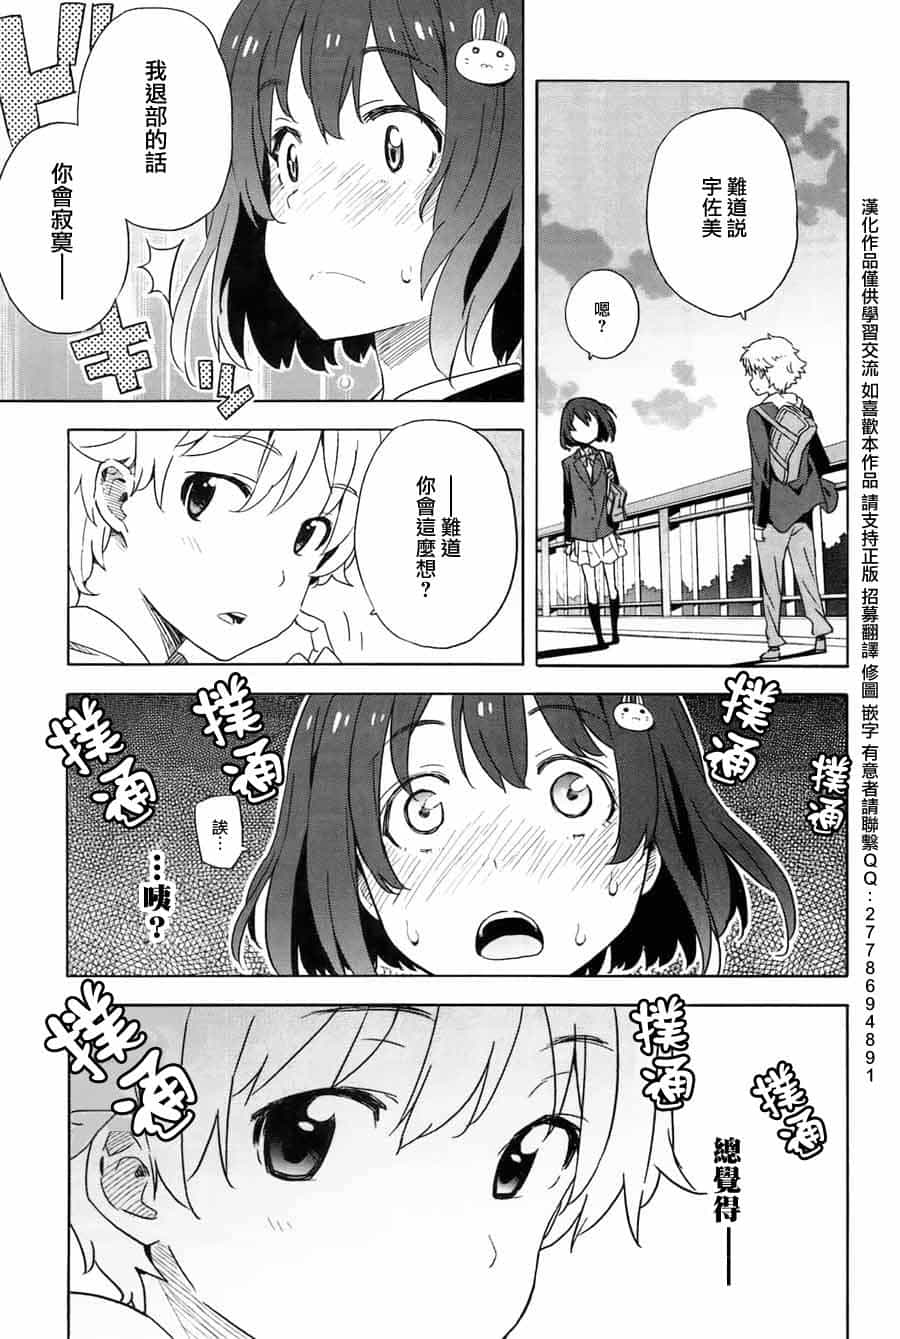 難道説
宇佐美
嗯?
我退部的話
你會寂寞——
ドキッ
——難道
你會這麼想?
撲通
撲通
誒…
…咦?
撲通
撲通
撲通
撲通
總覺得——
撲通
漢化作品僅供學習交流 如喜歡本作品 請支持正版 招募翻譯 修圖 嵌字 有意者請聯繫QQ:2778694891